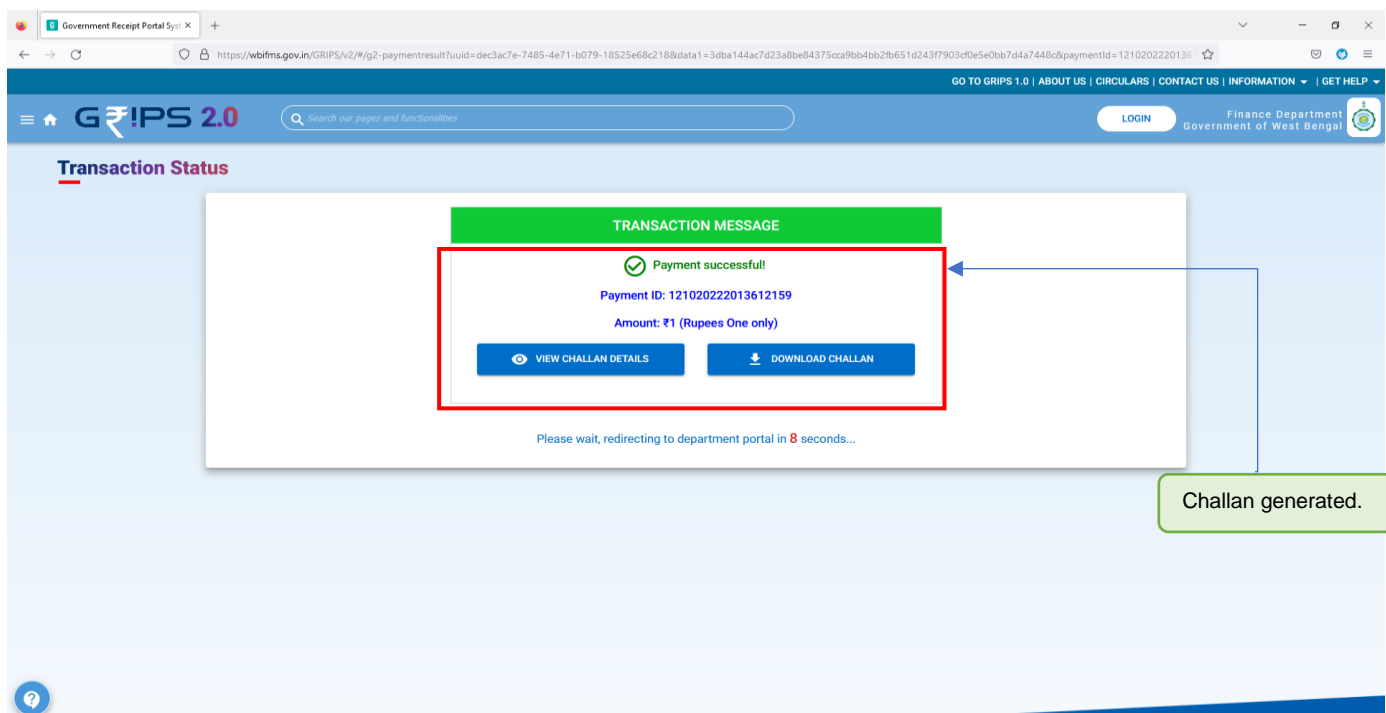 Government Receipt Portal Syst
https://wbifms.gov.in/GRIPS/v2/#/g2-paymentresult?uuid=dec3ac7e-7485-4e71-b079-18525e68c218&data1=3dba144ac7d23a8be84375cca9bb4bb2fb651d243f7903cf0e5e0bb7d4a7448c&paymentId=12102022201361
GO TO GRIPS 1.0 | ABOUT US | CIRCULARS | CONTACT US | INFORMATION | GET HELP
G₹!PS 2.0
Search our pages and functionalities
LOGIN
Finance Department
Government of West Bengal
Transaction Status
TRANSACTION MESSAGE
Payment successful!
Payment ID: 121020222013612159
Amount: ₹1 (Rupees One only)
VIEW CHALLAN DETAILS
DOWNLOAD CHALLAN
Please wait, redirecting to department portal in 8 seconds...
Challan generated.